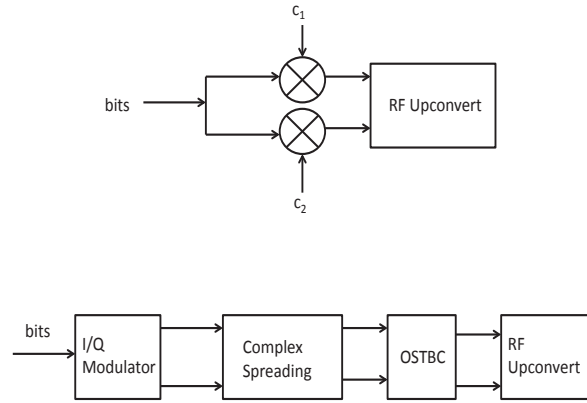 c1
bits
RF Upconvert
c2
bits
I/Q
Modulator
Complex
Spreading
OSTBC
RF
Upconvert